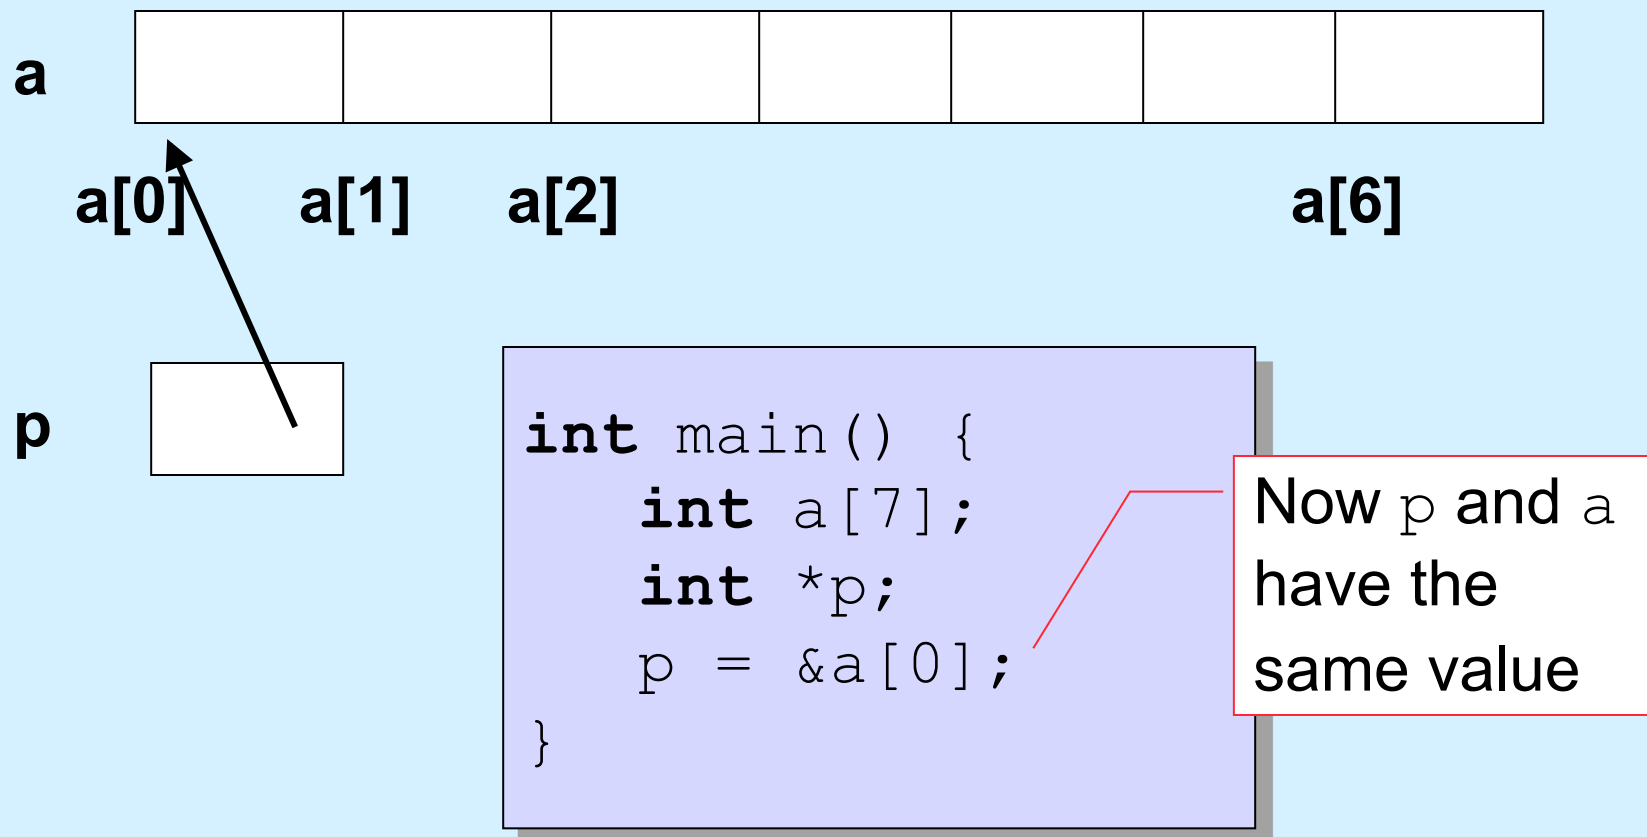 a
a[0] a[1] a[2] a[6]
p
int main() {
int a[7];
int *p;
p = &a[0];
}
Now p and a
have the
same value